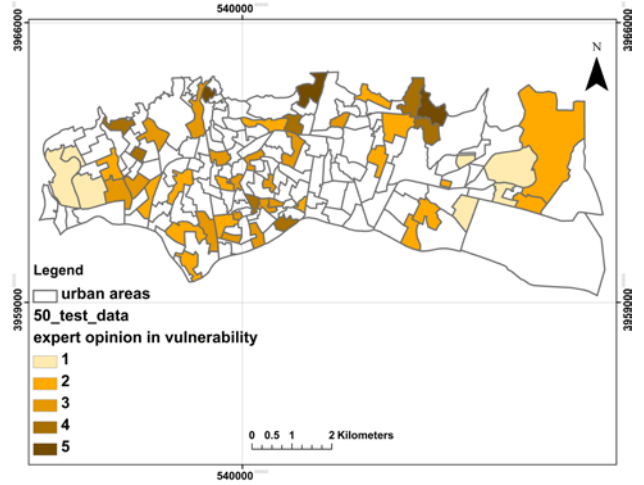 540000
3966000
3966000
N
Legend
urban areas
50_test_data
expert opinion in vulnerability
1
2
3
4
5
3959000
3959000
0 0.5 1 2 Kilometers
540000